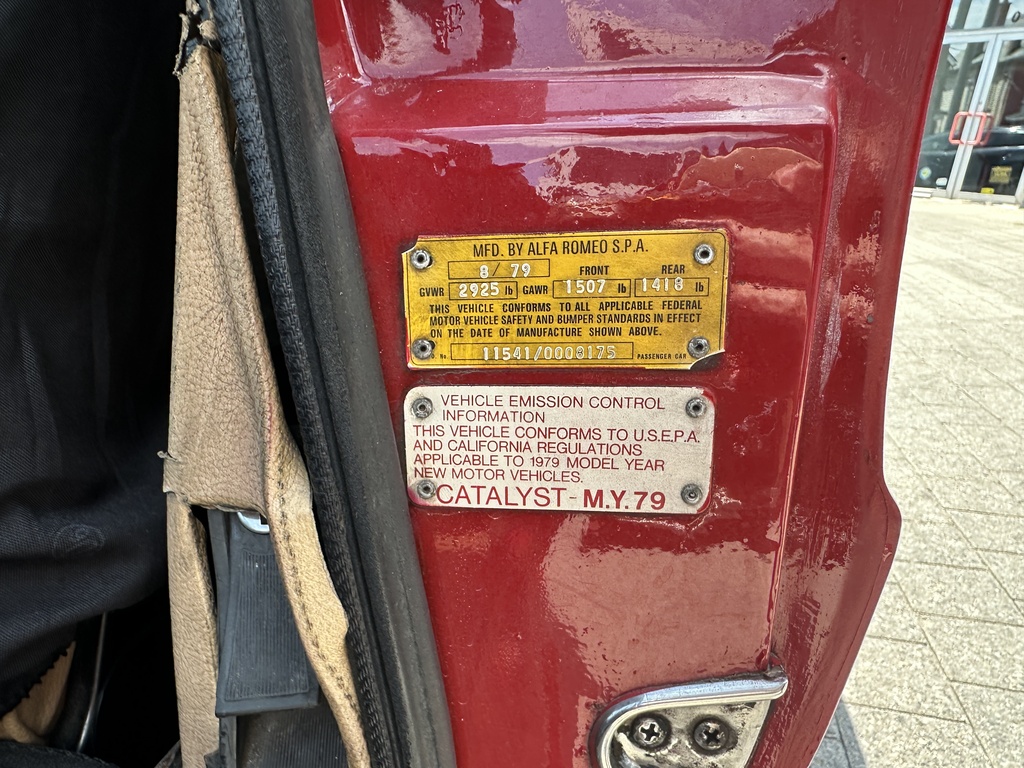 MFD. BY ALFA ROMEO S.P.A.
8/ 79 FRONT REAR
GVWR 2925 lb GAWR 1507 lb 1418 lb
THIS VEHICLE CONFORMS TO ALL APPLICABLE FEDERAL
MOTOR VEHICLE SAFETY AND BUMPER STANDARDS IN EFFECT
ON THE DATE OF MANUFACTURE SHOWN ABOVE.
No. 11541/0008175 PASSENGER CAR
VEHICLE EMISSION CONTROL
INFORMATION
THIS VEHICLE CONFORMS TO U.S.E.P.A.
AND CALIFORNIA REGULATIONS
APPLICABLE TO 1979 MODEL YEAR
NEW MOTOR VEHICLES.
CATALYST - M.Y. 79